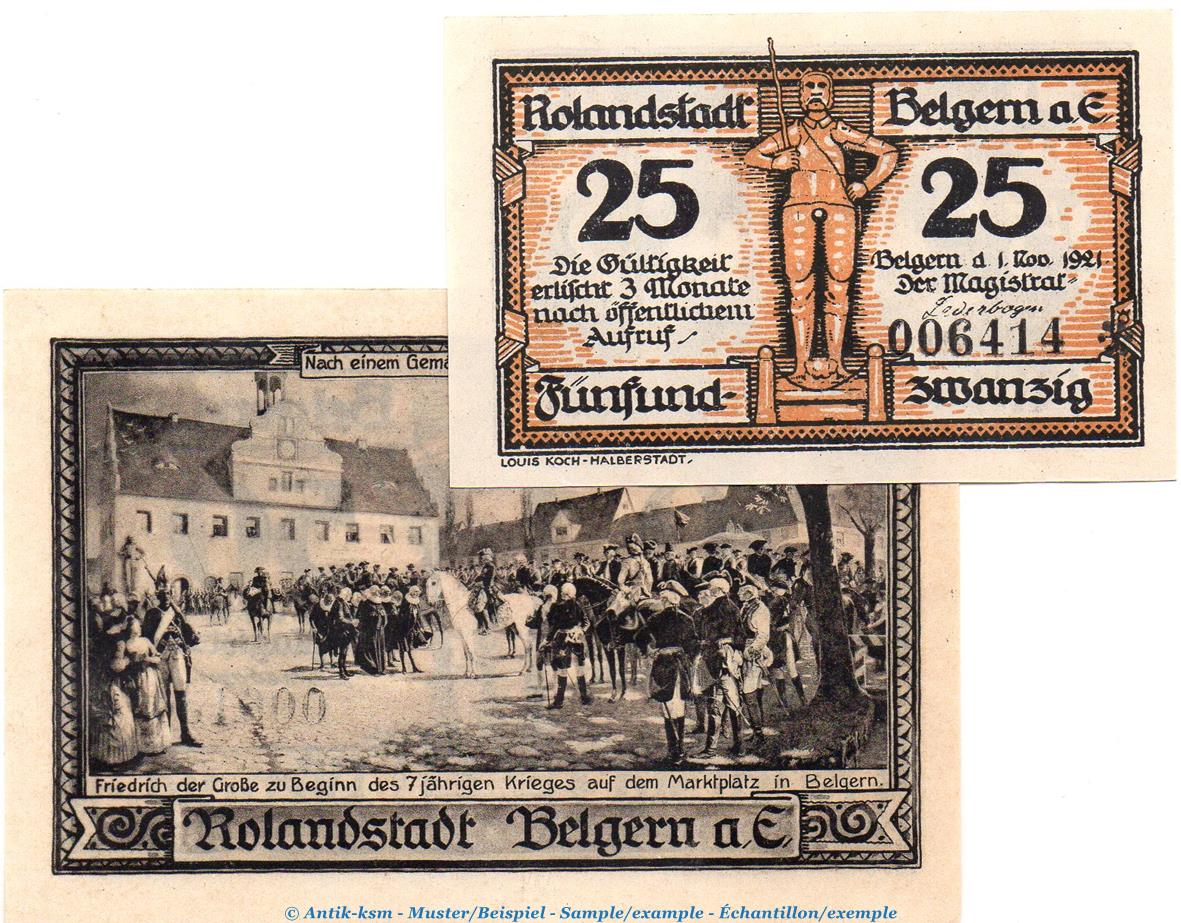 Rolandstadt Belgern a.E.
25 25
Die Gültigkeit
erlischt 3 Monate
nach öffentlichem
Aufruf
Belgern d. 1. Nov. 1921
Der Magistrat
Lederbogen
006414
Fünfund-
zwanzig
LOUIS KOCH-HALBERSTADT.
Nach einem Gemä
Friedrich der Große zu Beginn des 7jährigen Krieges auf dem Marktplatz in Belgern.
Rolandstadt Belgern a.E.
© Antik-ksm - Muster/Beispiel - Sample/example - Échantillon/exemple